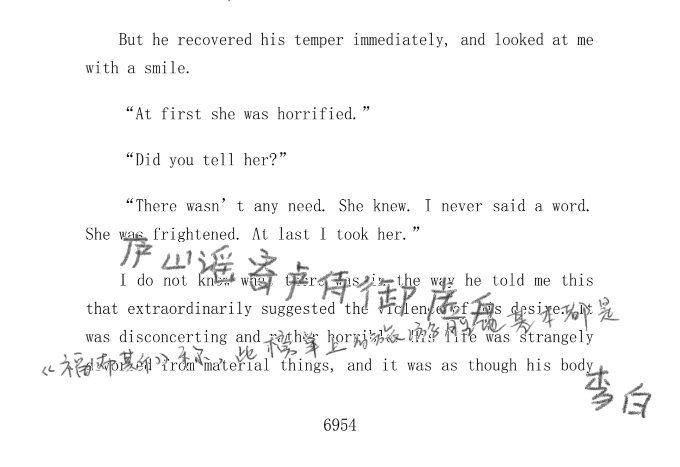 But he recovered his temper immediately, and looked at me
with a smile.
“At first she was horrified.”
“Did you tell her?”
“There wasn’t any need. She knew. I never said a word.
She was frightened. At last I took her.”
庐山谣寄卢侍御虚舟
I do not know what there was in the way he told me this
that extraordinarily suggested the violence of his desire. It
was disconcerting and rather horrible. His life was strangely
基本都是
divorced from material things, and it was as though his body
李白
6954